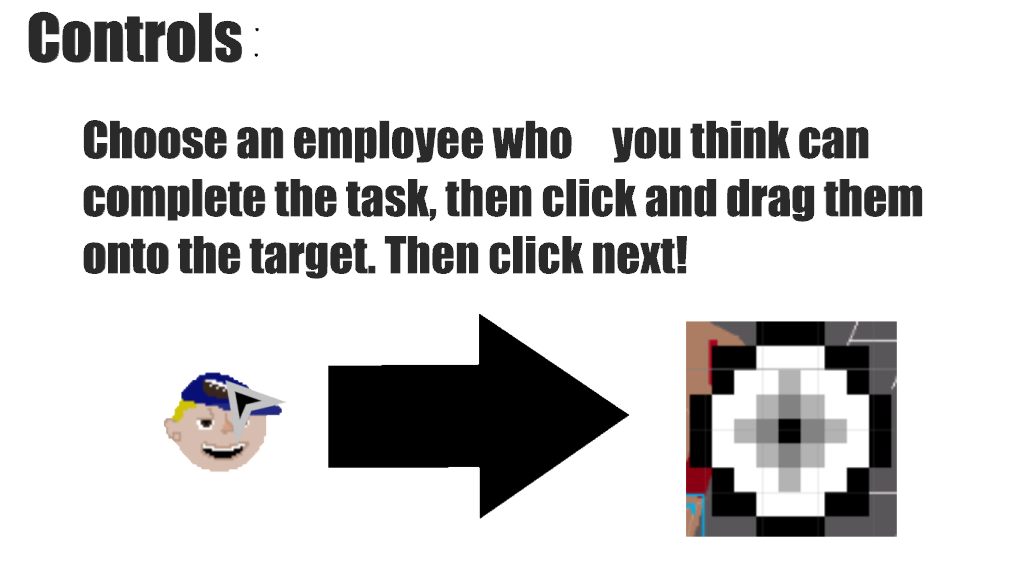 Controls :
Choose an employee who you think can
complete the task, then click and drag them
onto the target. Then click next!